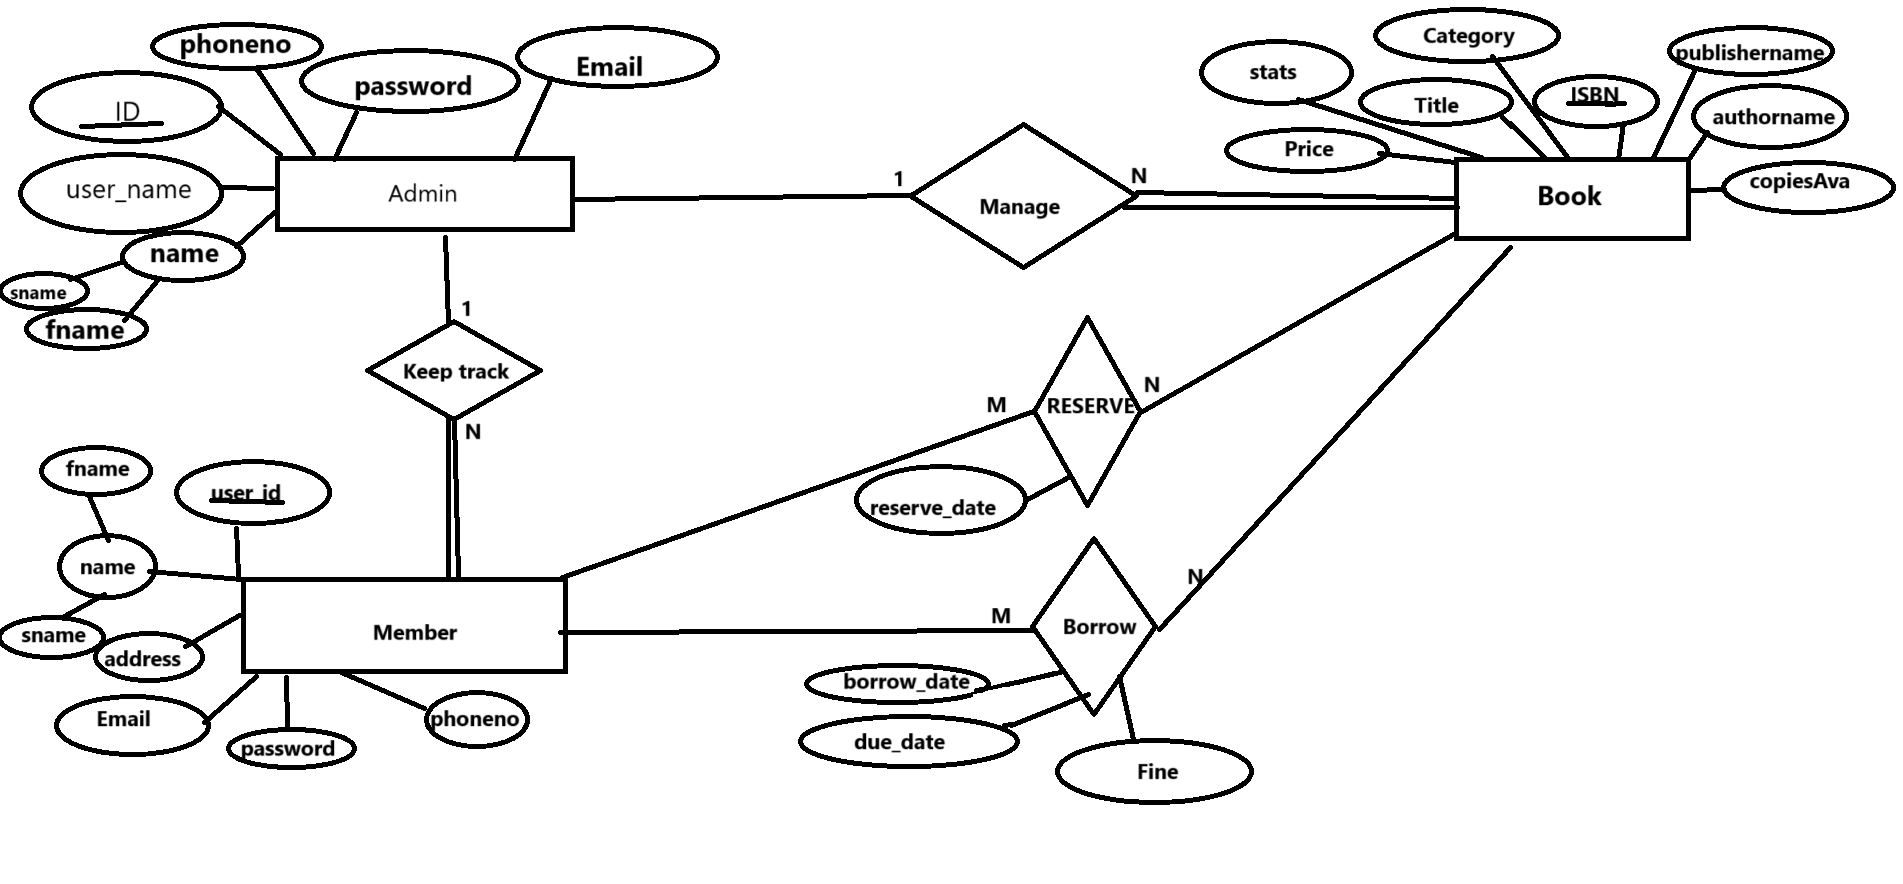 phoneno
password
Email
ID
user_name
name
sname
fname
Admin
1
Manage
N
stats
Category
Title
ISBN
publishername
authorname
Price
copiesAva
Book
1
Keep track
N
M
RESERVE
N
reserve_date
fname
user_id
name
sname
address
Member
Email
password
phoneno
M
Borrow
N
borrow_date
due_date
Fine